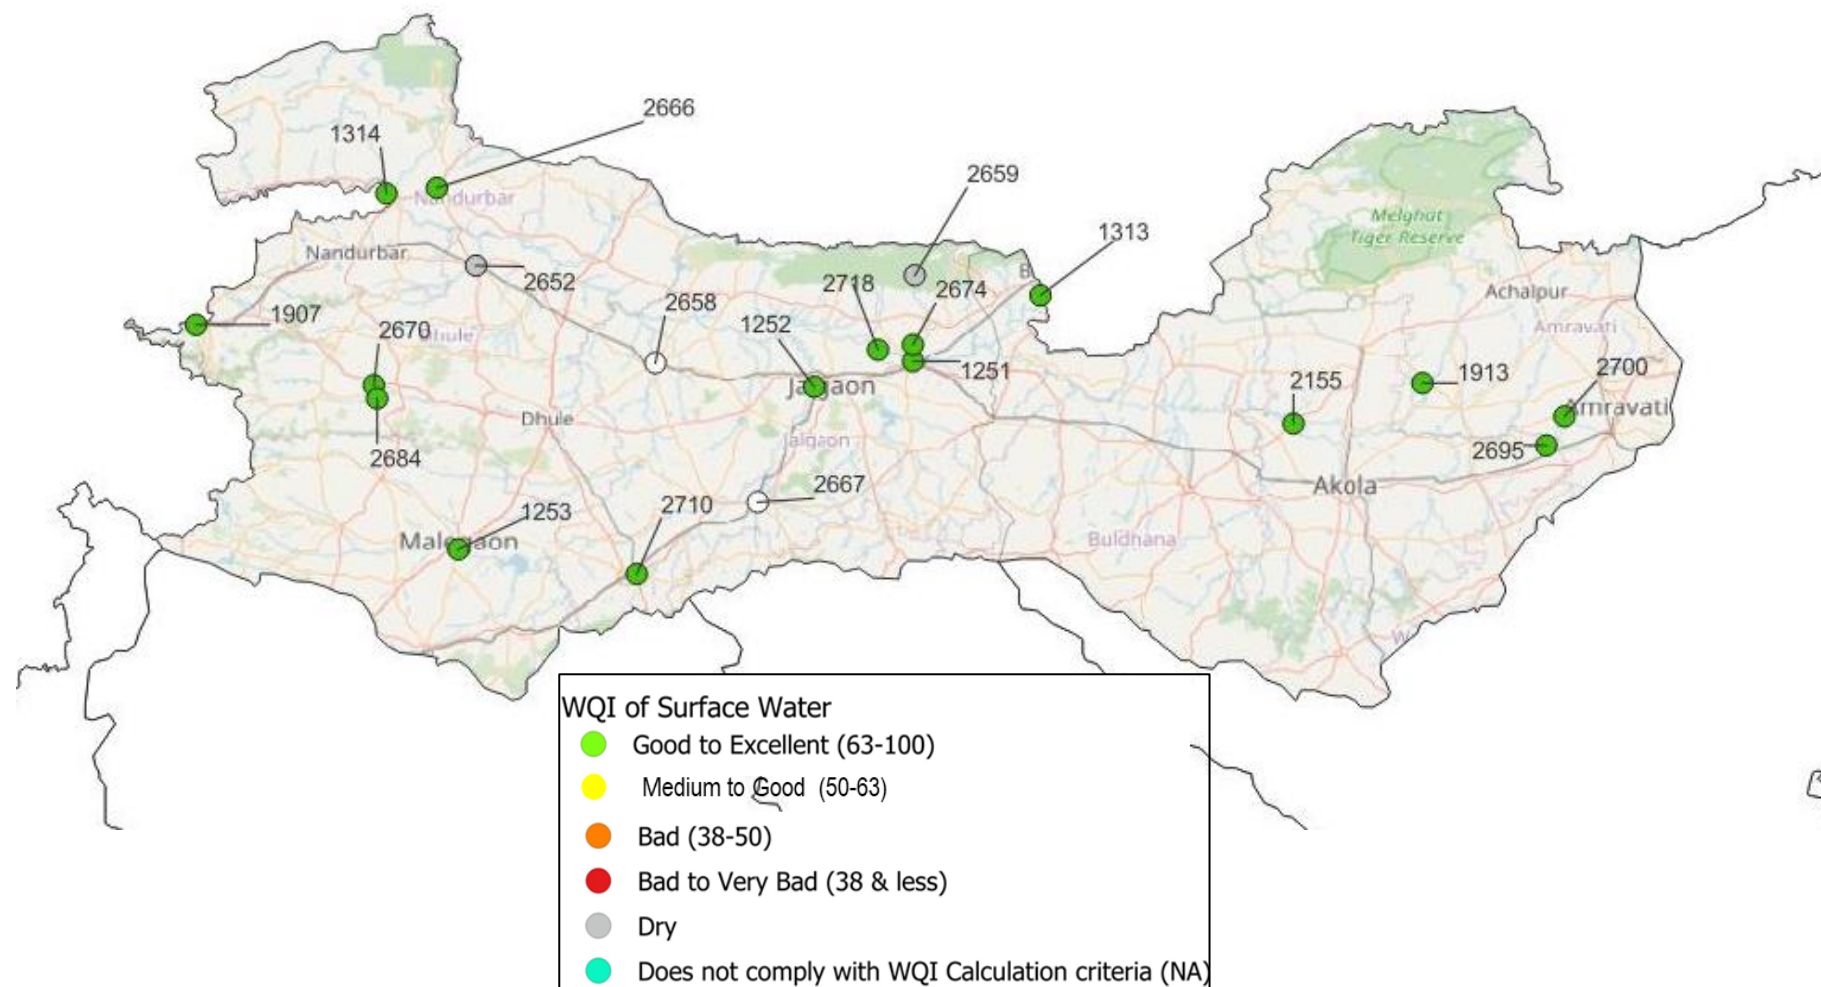 2666
1314
Nandurbar
2659
Melghat
Tiger Reserve
1313
Nandurbar
2652
2718
2674
Achalpur
2658
1907
2670
1252
Amravati
2700
1251
Jalgaon
2155
1913
Amravati
Dhule
Jalgaon
2695
2684
2667
Akola
1253
2710
Malegaon
Buldhana
WQI of Surface Water
Good to Excellent (63-100)
Medium to Good (50-63)
Bad (38-50)
Bad to Very Bad (38 & less)
Dry
Does not comply with WQI Calculation criteria (NA)